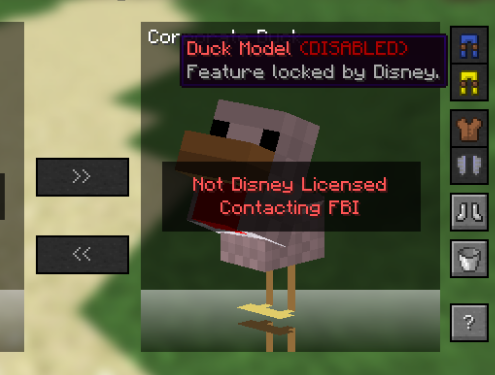 Duck Model (DISABLED)
Feature locked by Disney.
>>
Not Disney Licensed
Contacting FBI
<<
?